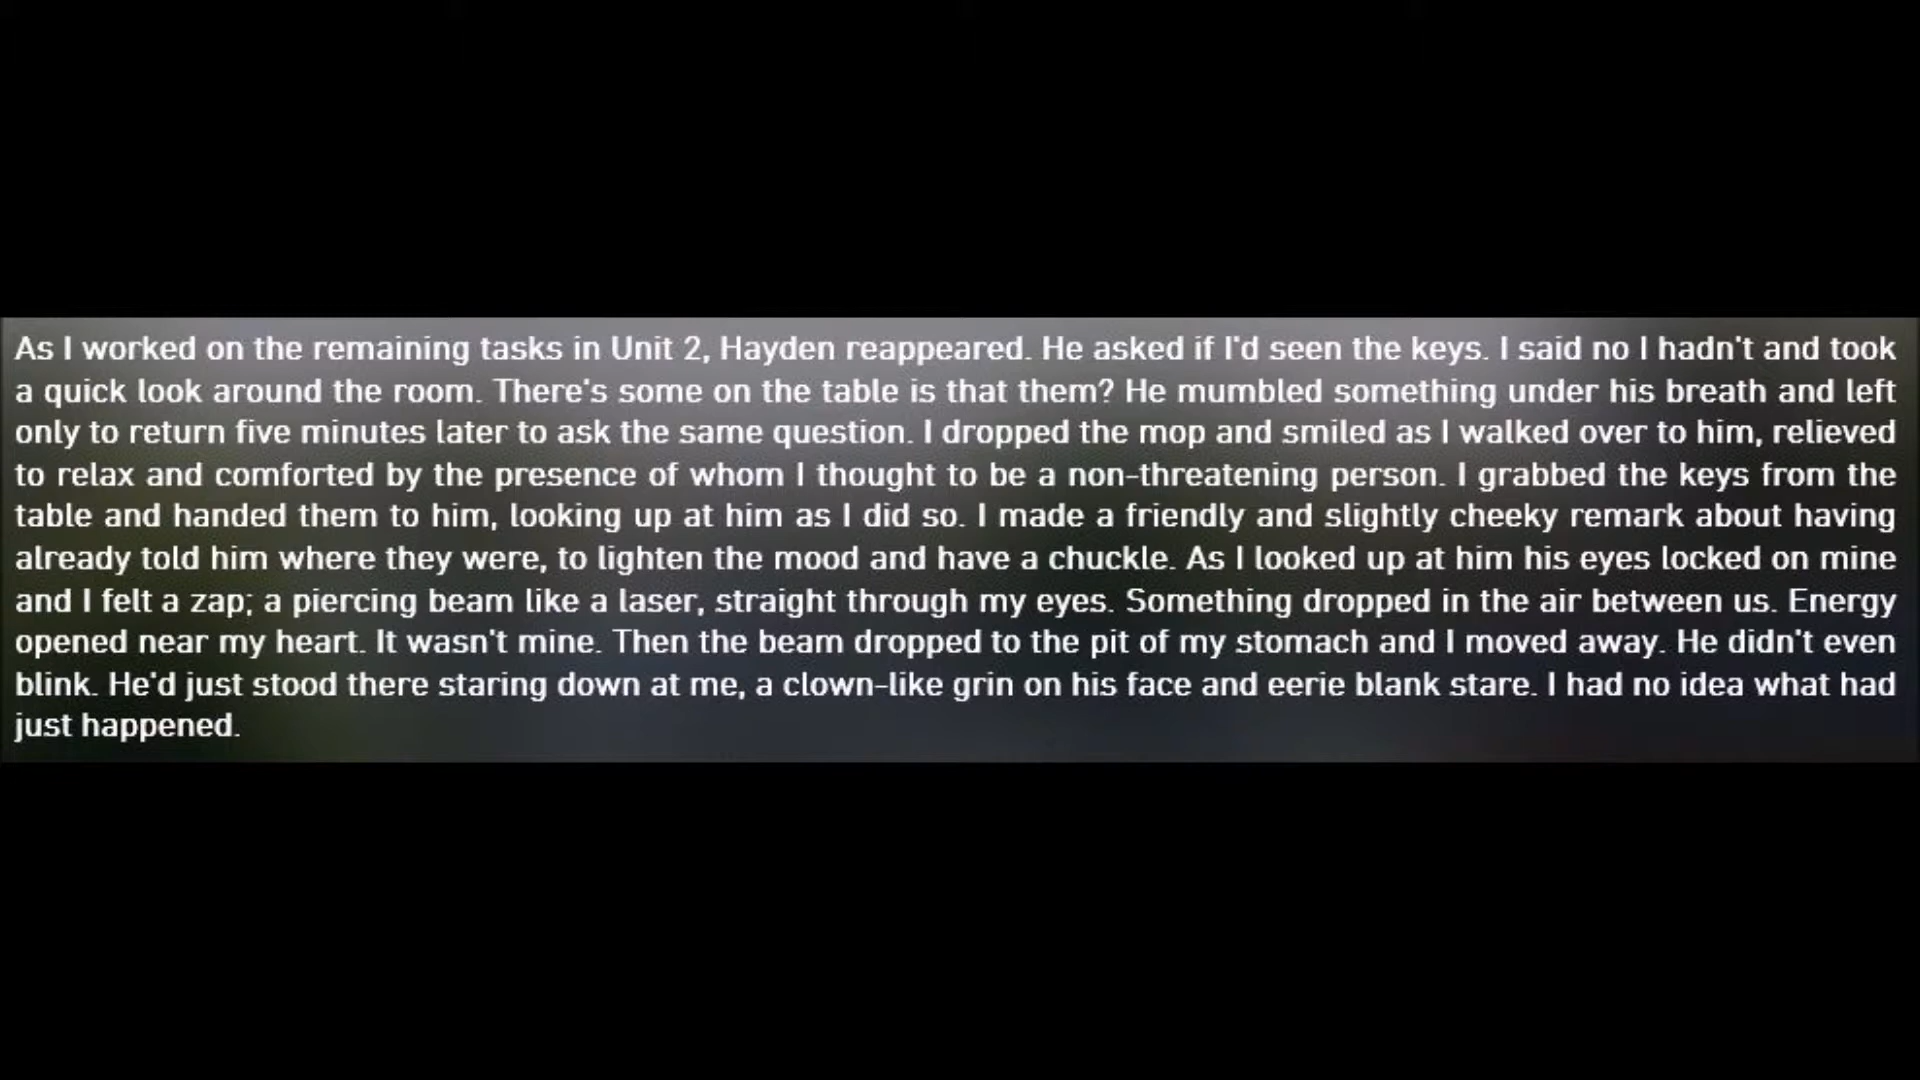 As I worked on the remaining tasks in Unit 2, Hayden reappeared. He asked if I'd seen the keys. I said no I hadn't and took
a quick look around the room. There's some on the table is that them? He mumbled something under his breath and left
only to return five minutes later to ask the same question. I dropped the mop and smiled as I walked over to him, relieved
to relax and comforted by the presence of whom I thought to be a non-threatening person. I grabbed the keys from the
table and handed them to him, looking up at him as I did so. I made a friendly and slightly cheeky remark about having
already told him where they were, to lighten the mood and have a chuckle. As I looked up at him his eyes locked on mine
and I felt a zap; a piercing beam like a laser, straight through my eyes. Something dropped in the air between us. Energy
opened near my heart. It wasn't mine. Then the beam dropped to the pit of my stomach and I moved away. He didn't even
blink. He'd just stood there staring down at me, a clown-like grin on his face and eerie blank stare. I had no idea what had
just happened.